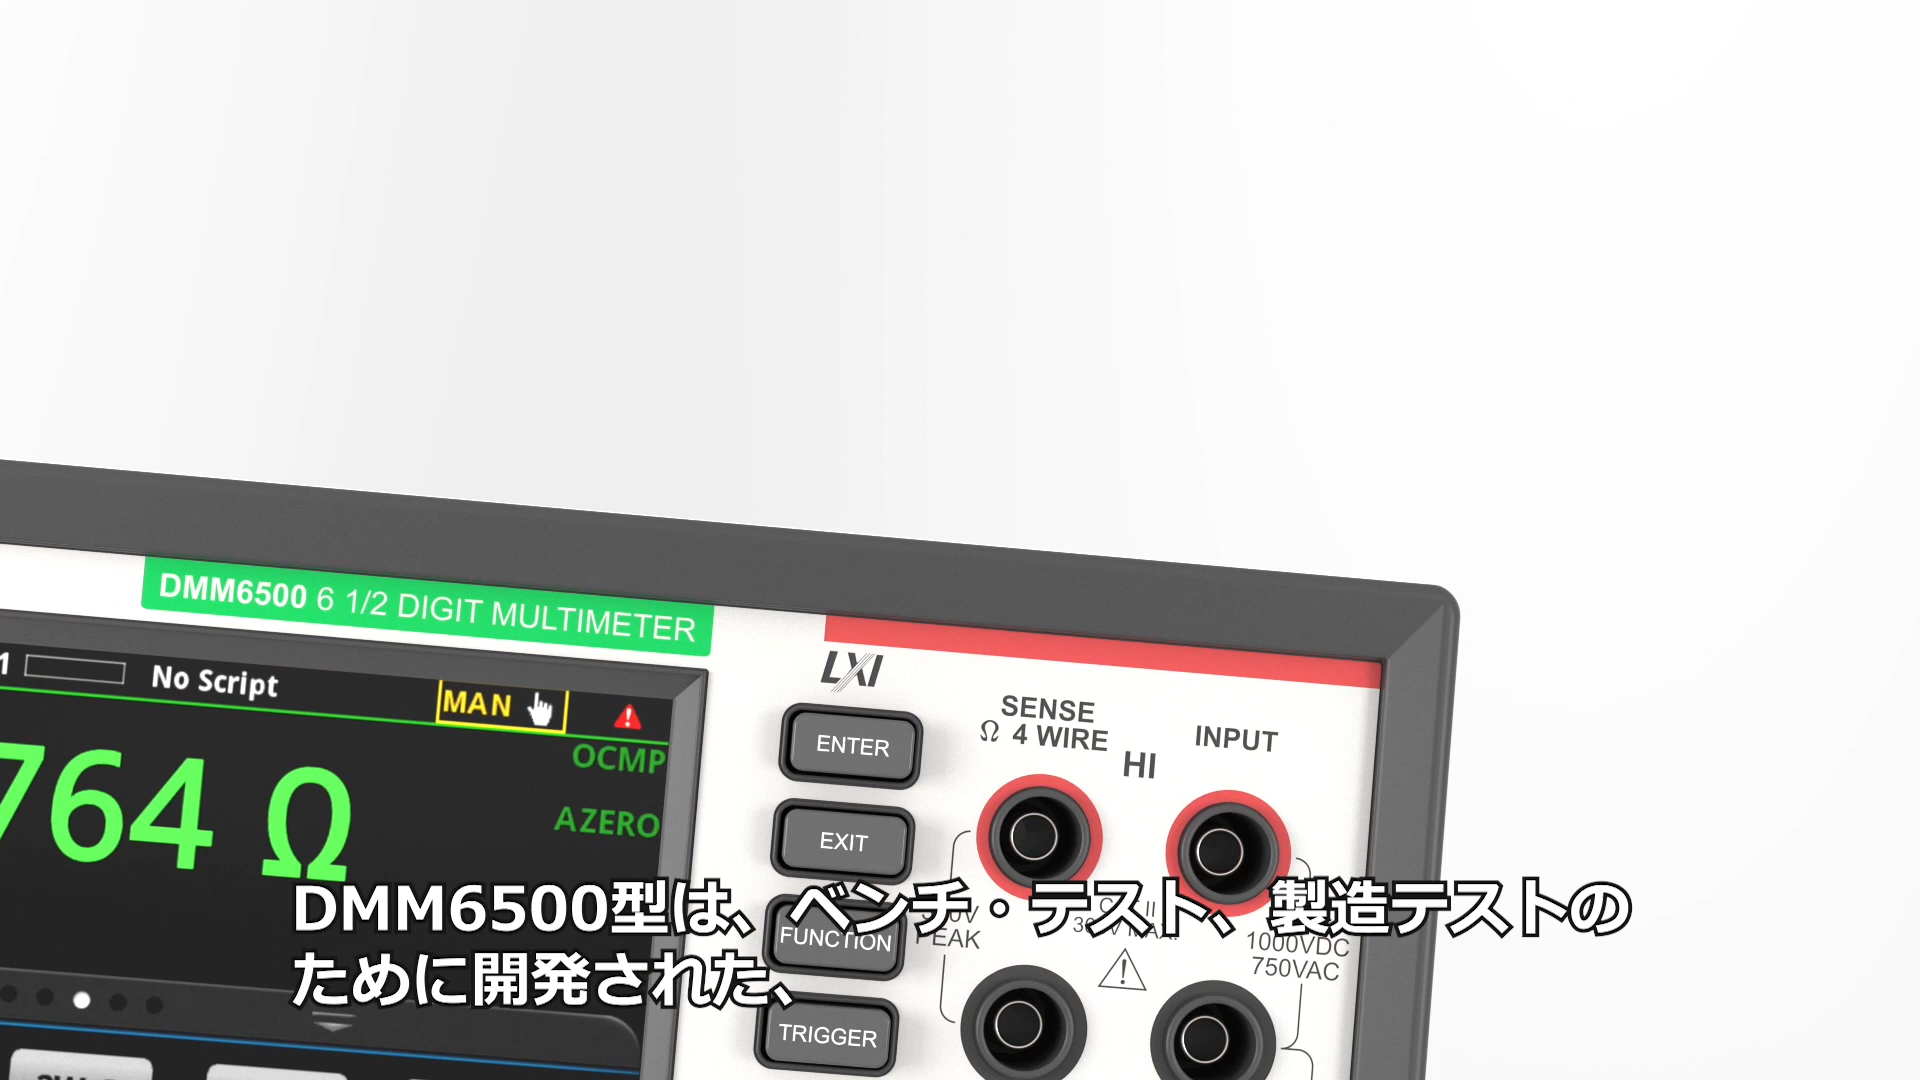 DMM6500 6 1/2 DIGIT MULTIMETER
No Script
MAN
764 Ω
OCMP
AZERO
LXI
ENTER
EXIT
FUNCTION
TRIGGER
SENSE
Ω 4 WIRE
HI
INPUT
PEAK
1000VDC
750VAC
DMM6500型は、ベンチ・テスト、製造テストの
ために開発された、